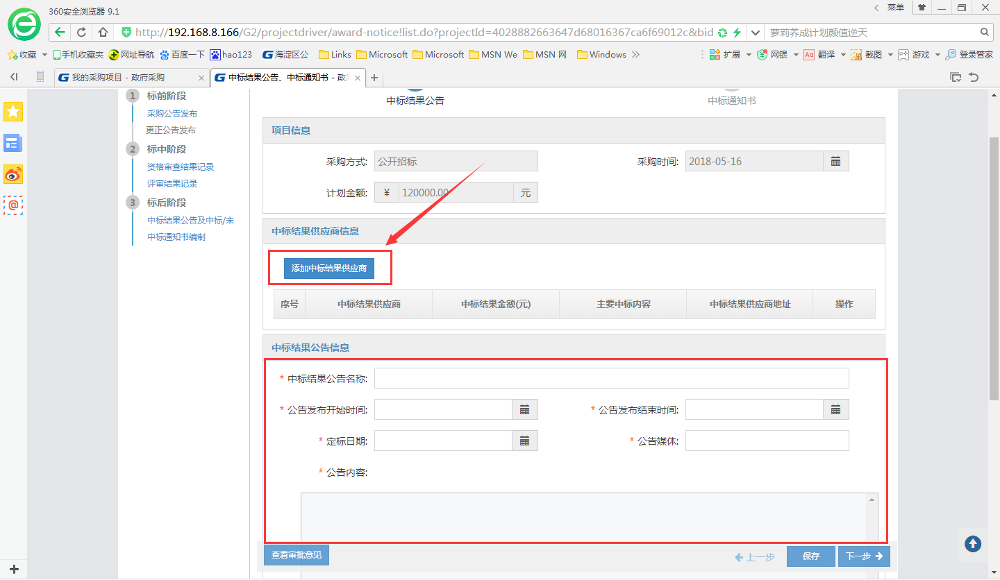 360安全浏览器 9.1
菜单
http://192.168.8.166/G2/projectdriver/award-notice!list.do?projectId=4028882663647d68016367ca6f69012c&bid
萝莉养成计划颜值逆天
收藏 手机收藏夹 网址导航 百度一下 hao123 海淀区公 Links Microsoft Microsoft MSN We MSN 网 Windows
扩展 网银 翻译 截图 游戏 登录管家
我的采购项目 - 政府采购
中标结果公告、中标通知书 - 政府
1 标前阶段
采购公告发布
更正公告发布
2 标中阶段
资格审查结果记录
评审结果记录
3 标后阶段
中标结果公告及中标/未
中标通知书编制
中标结果公告 中标通知书
项目信息
采购方式: 公开招标 采购时间: 2018-05-16
计划金额: ¥ 120000.00 元
中标结果供应商信息
添加中标结果供应商
序号 中标结果供应商 中标结果金额(元) 主要中标内容 中标结果供应商地址 操作
中标结果公告信息
* 中标结果公告名称:
* 公告发布开始时间: * 公告发布结束时间:
* 定标日期: * 公告媒体:
* 公告内容:
查看审批意见 上一步 保存 下一步